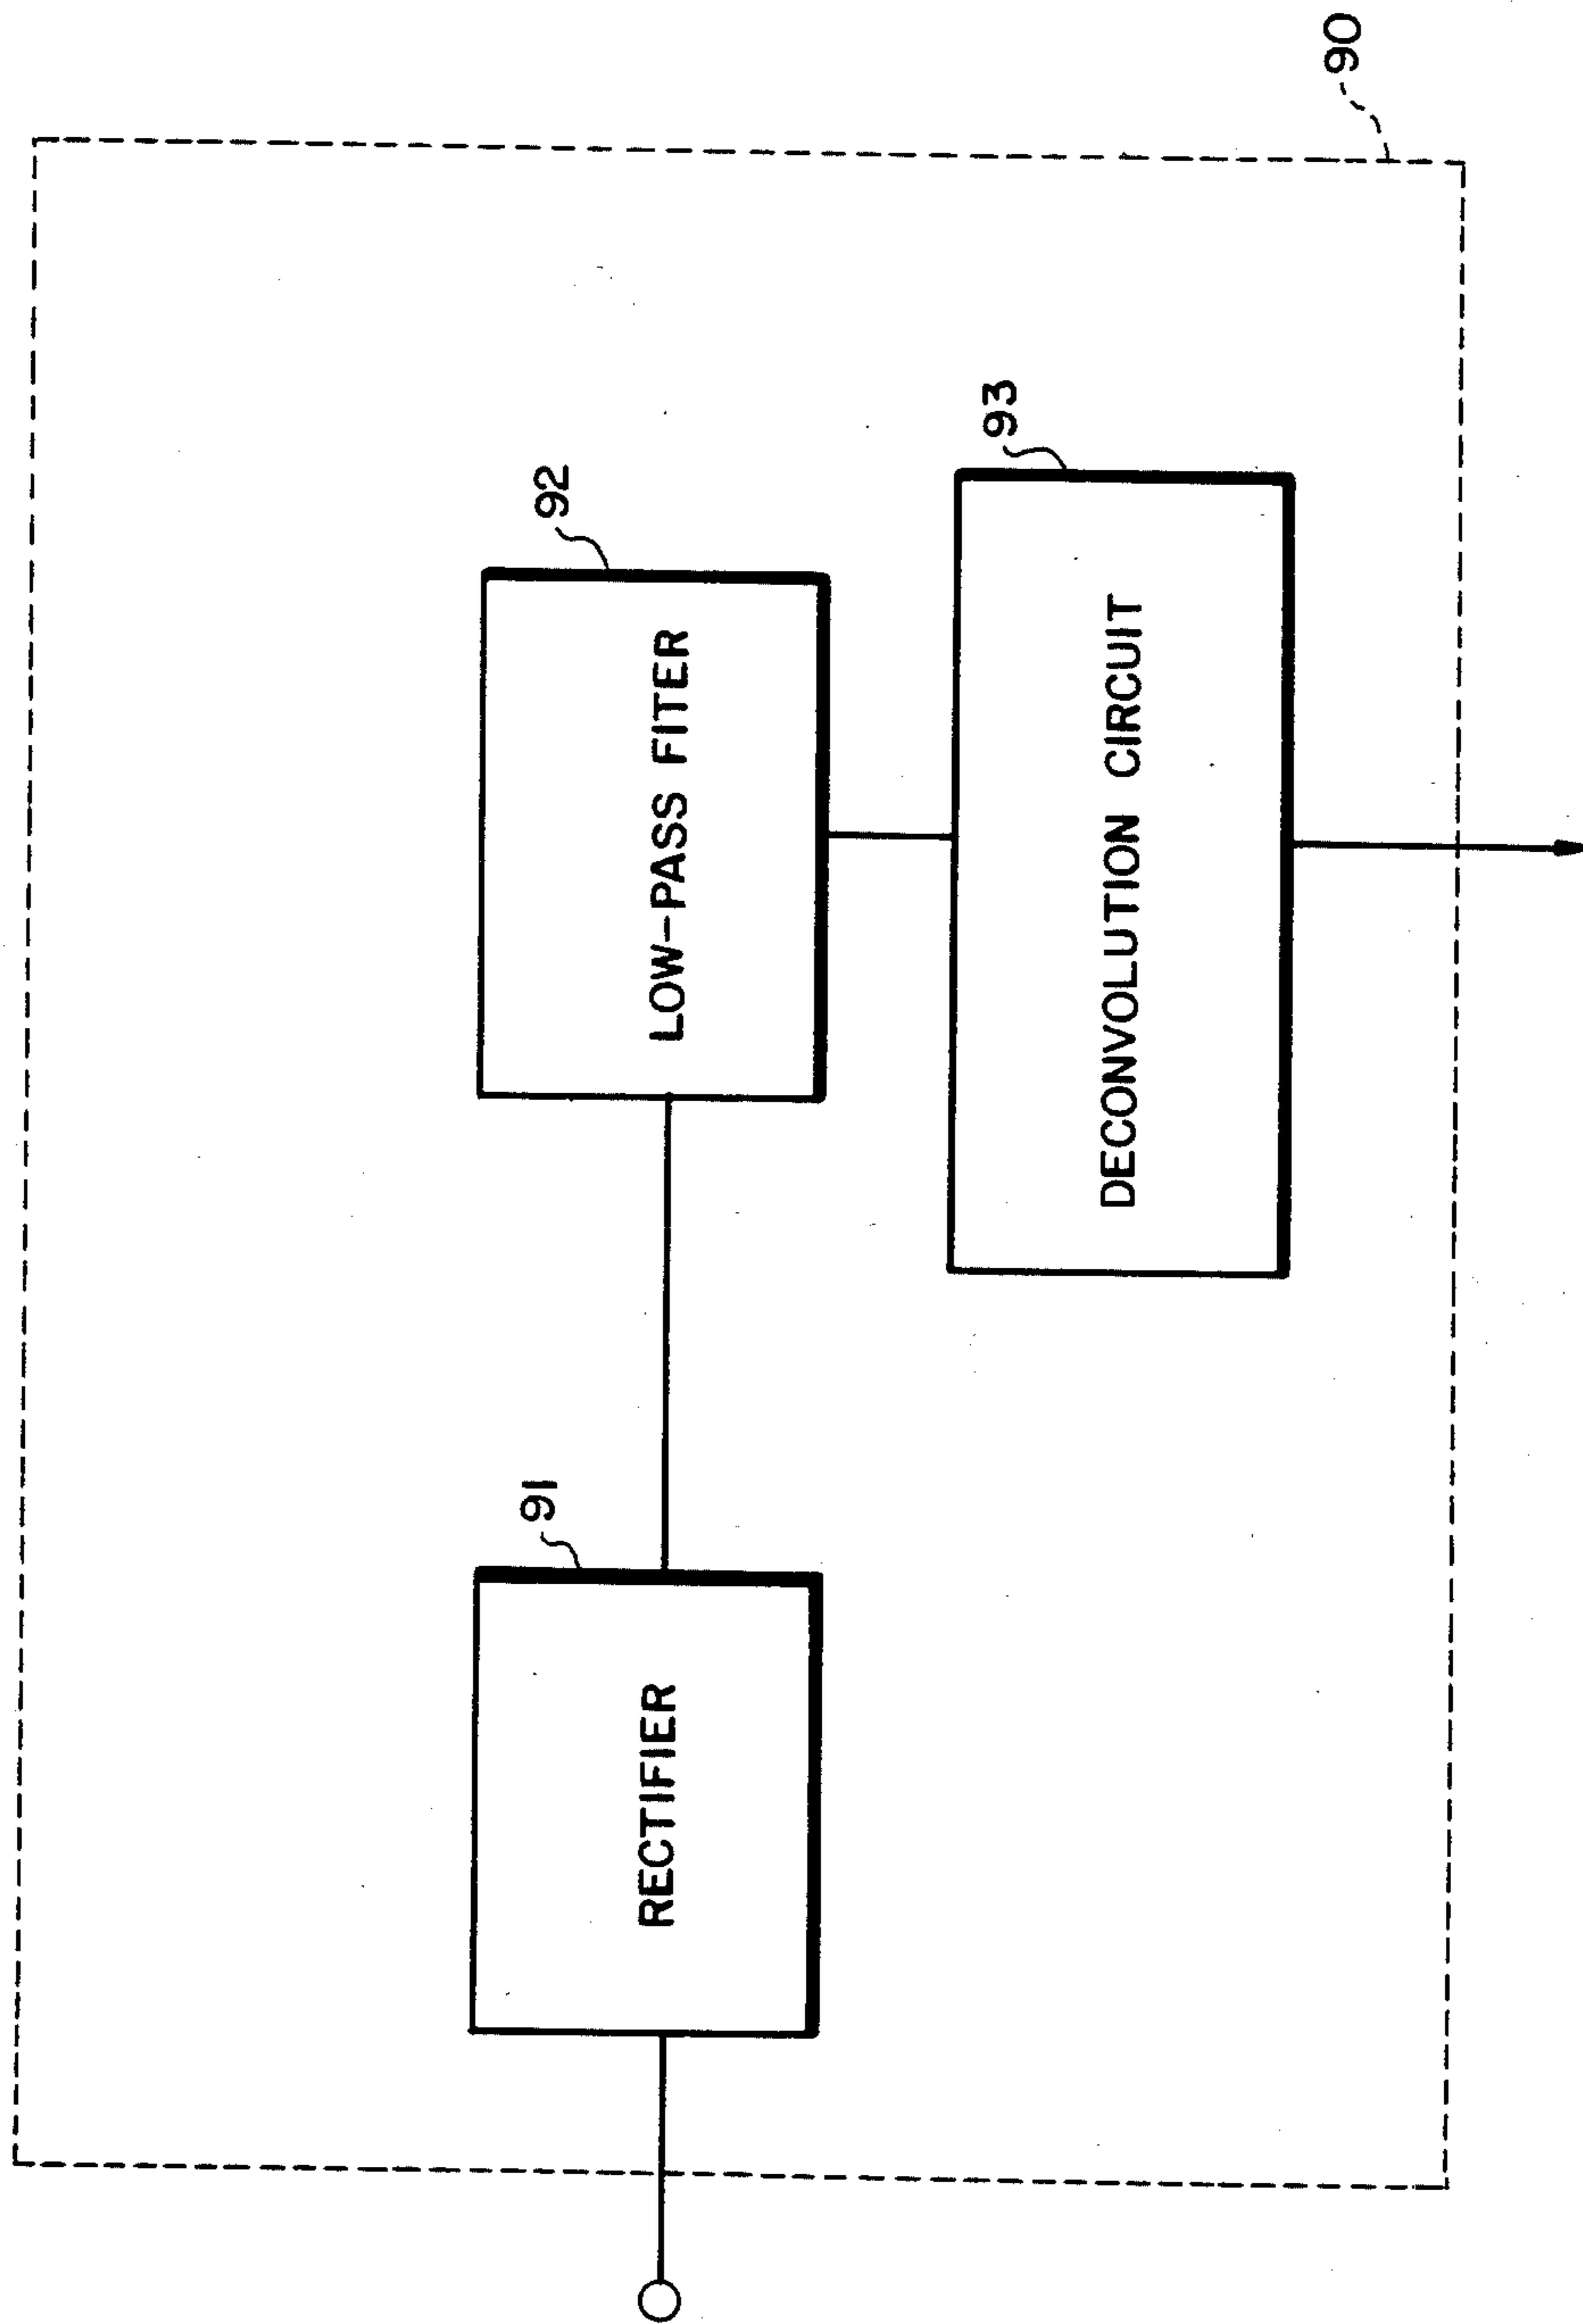 91
RECTIFIER
92
LOW-PASS FITER
93
DECONVOLUTION CIRCUIT
90